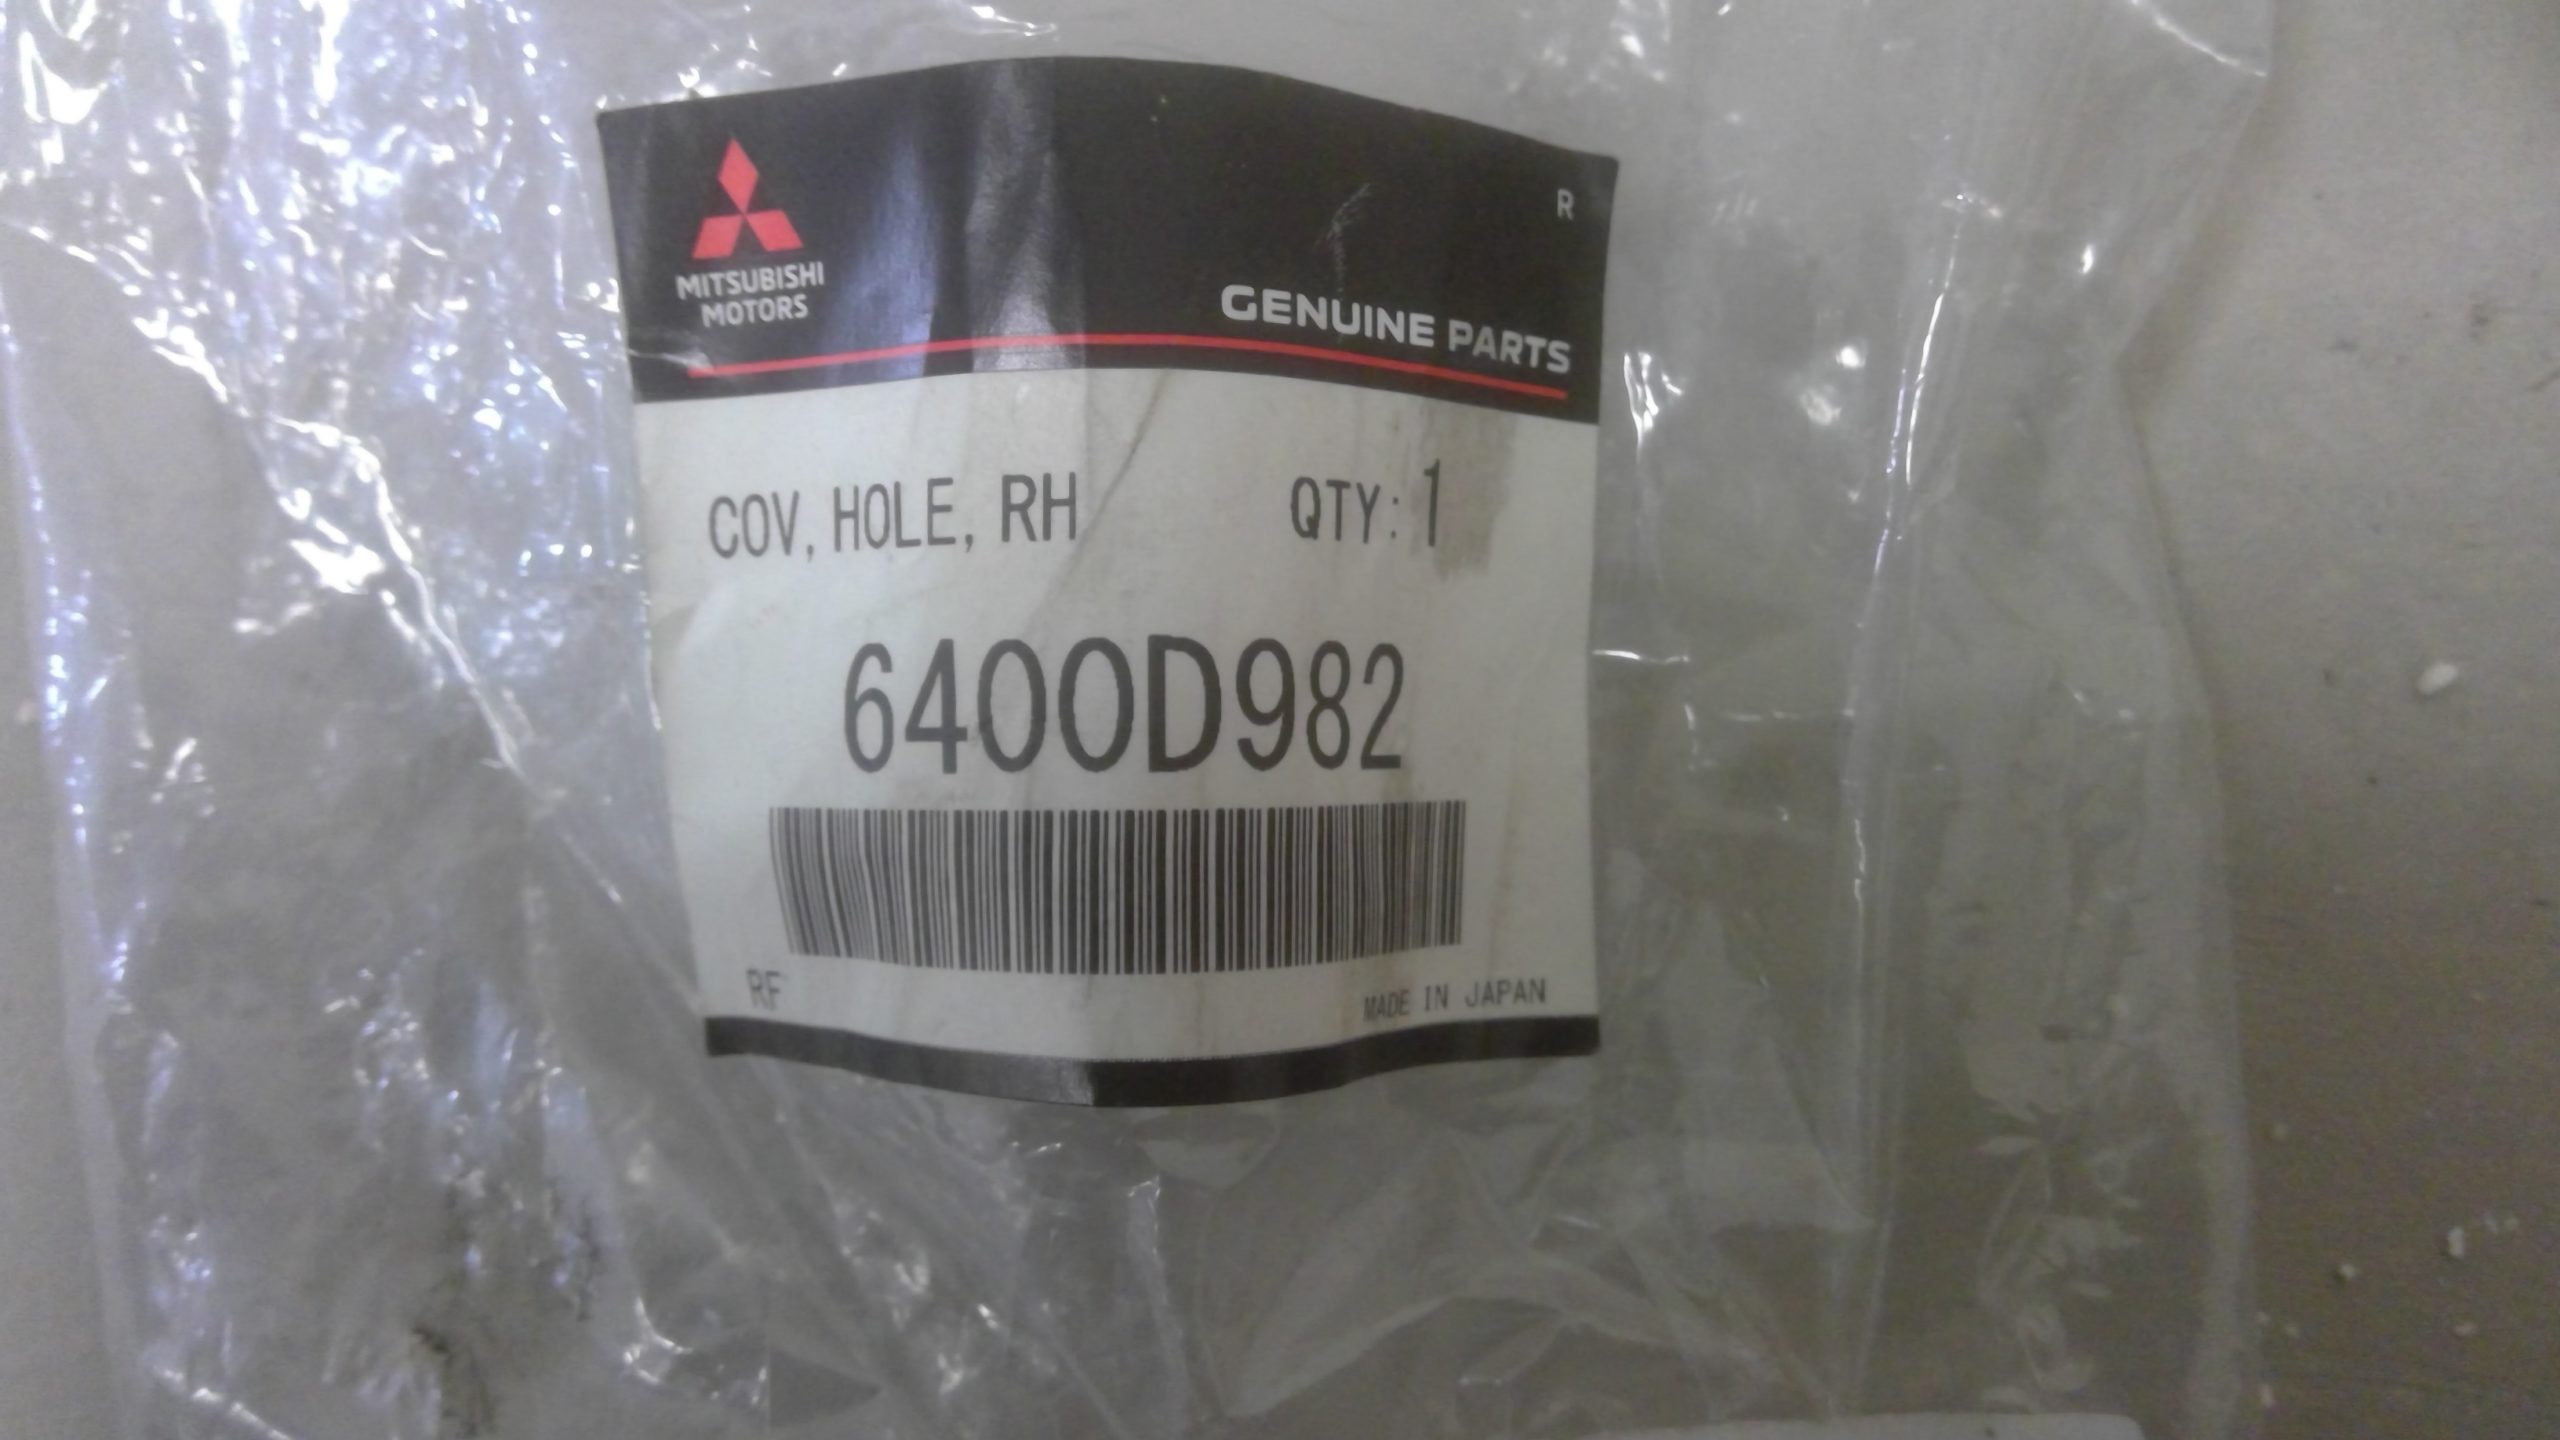 R
MITSUBISHI
MOTORS
GENUINE PARTS
COV, HOLE, RH QTY: 1
6400D982
RF MADE IN JAPAN